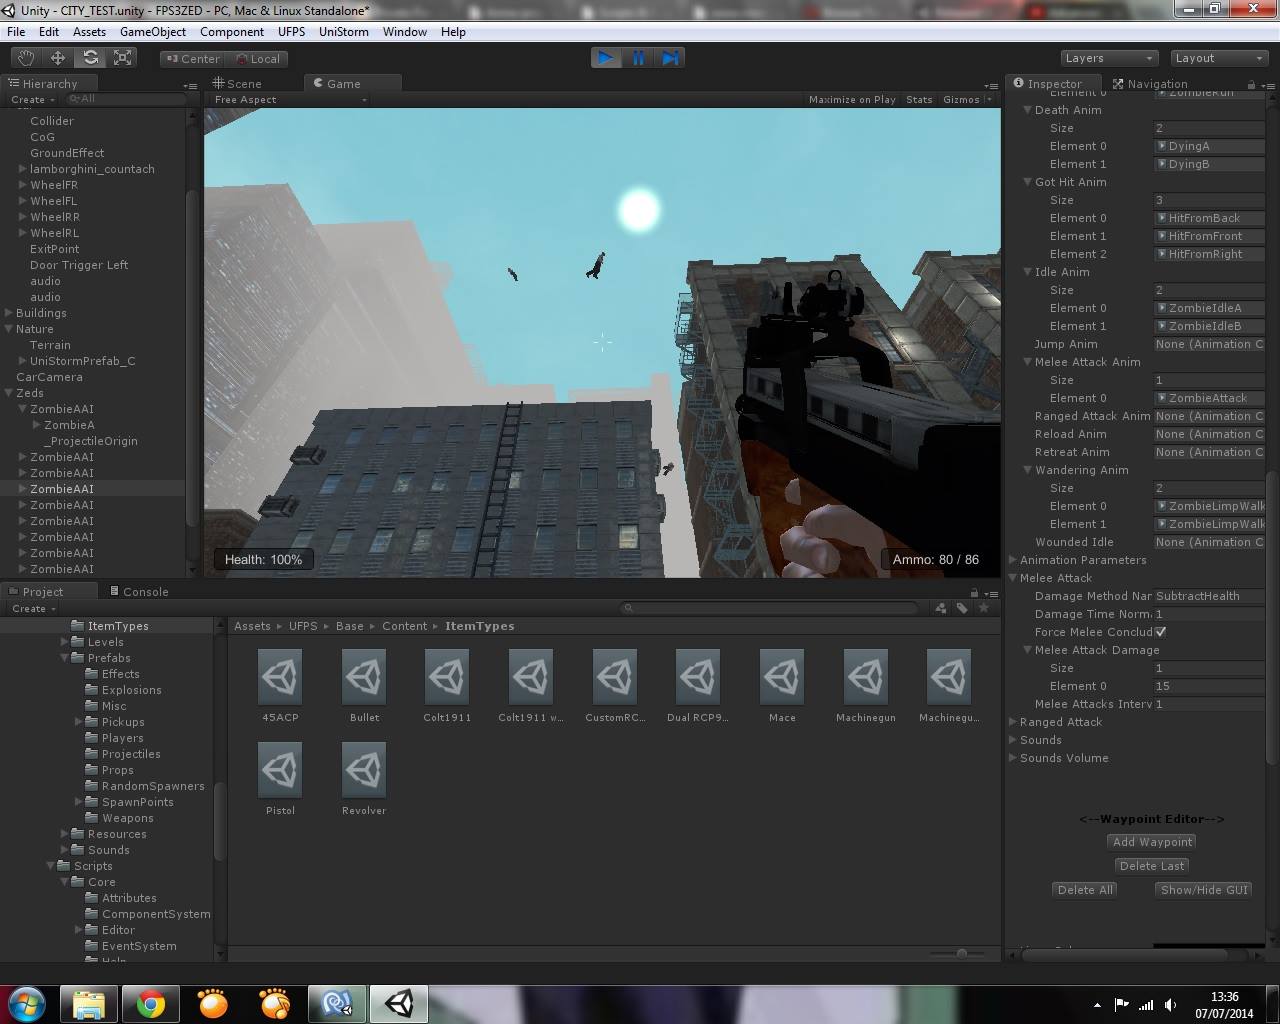 Unity - CITY_TEST.unity - FPS3ZED - PC, Mac & Linux Standalone*
File Edit Assets GameObject Component UFPS UniStorm Window Help
Center Local
Layers Layout
Hierarchy
Create All
Collider
CoG
GroundEffect
lamborghini_countach
WheelFR
WheelFL
WheelRR
WheelRL
ExitPoint
Door Trigger Left
audio
audio
Buildings
Nature
Terrain
UniStormPrefab_C
CarCamera
Zeds
ZombieAAI
ZombieA
_ProjectileOrigin
ZombieAAI
ZombieAAI
ZombieAAI
ZombieAAI
ZombieAAI
ZombieAAI
ZombieAAI
ZombieAAI
Scene Game
Free Aspect Maximize on Play Stats Gizmos
Health: 100%
Ammo: 80 / 86
Inspector Navigation
Element 0 ZombieRun
Death Anim
Size 2
Element 0 DyingA
Element 1 DyingB
Got Hit Anim
Size 3
Element 0 HitFromBack
Element 1 HitFromFront
Element 2 HitFromRight
Idle Anim
Size 2
Element 0 ZombieIdleA
Element 1 ZombieIdleB
Jump Anim None (Animation C
Melee Attack Anim
Size 1
Element 0 ZombieAttack
Ranged Attack Anim None (Animation C
Reload Anim None (Animation C
Retreat Anim None (Animation C
Wandering Anim
Size 2
Element 0 ZombieLimpWalk
Element 1 ZombieLimpWalk
Wounded Idle None (Animation C
Animation Parameters
Melee Attack
Damage Method Nar SubtractHealth
Damage Time Norm 1
Force Melee Conclud
Melee Attack Damage
Size 1
Element 0 15
Melee Attacks Interv 1
Ranged Attack
Sounds
Sounds Volume
<--Waypoint Editor-->
Add Waypoint
Delete Last
Delete All Show/Hide GUI
Project Console
Create
ItemTypes
Levels
Prefabs
Effects
Explosions
Misc
Pickups
Players
Projectiles
Props
RandomSpawners
SpawnPoints
Weapons
Resources
Sounds
Scripts
Core
Attributes
ComponentSystem
Editor
EventSystem
Help
Assets UFPS Base Content ItemTypes
45ACP Bullet Colt1911 Colt1911 w... CustomRC... Dual RCP9... Mace Machinegun Machinegu...
Pistol Revolver
13:36
07/07/2014